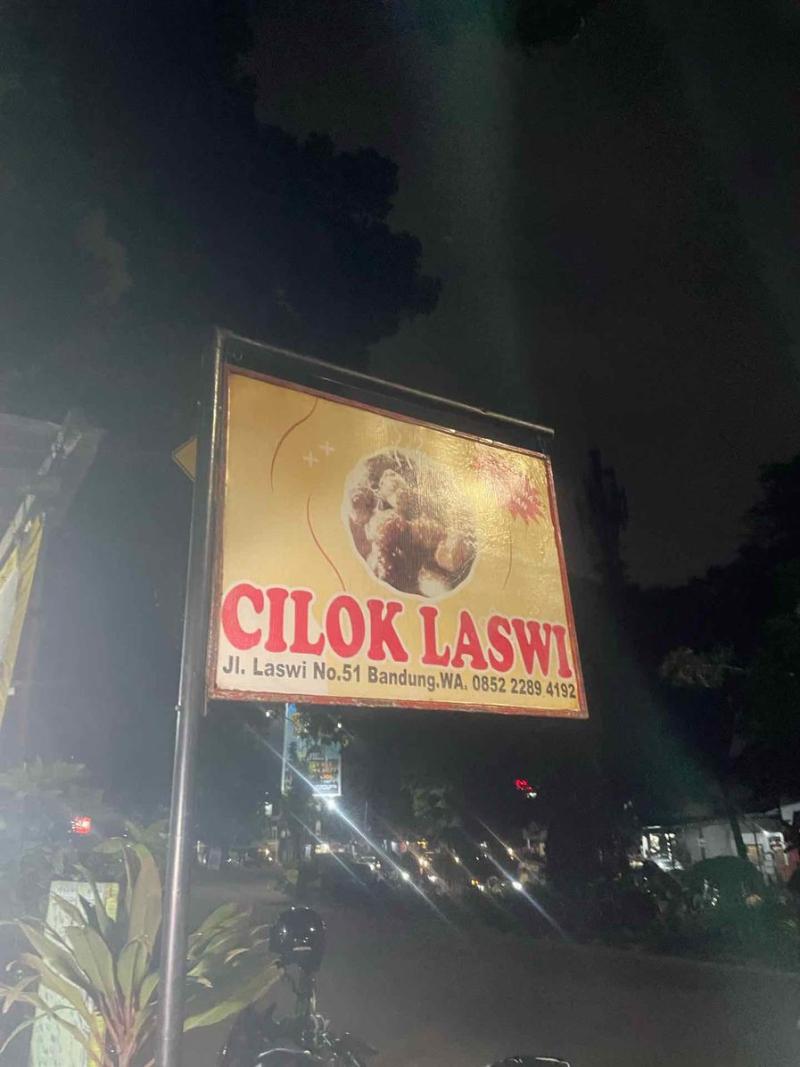 CILOK LASWI
Jl. Laswi No.51 Bandung.WA. 0852 2289 4192